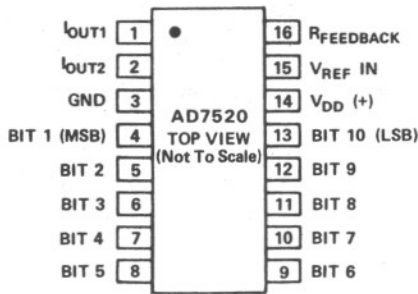 IOUT1 1 16 RFEEDBACK
IOUT2 2 15 VREF IN
GND 3 14 VDD (+)
AD7520
BIT 1 (MSB) 4 TOP VIEW 13 BIT 10 (LSB)
(Not To Scale)
BIT 2 5 12 BIT 9
BIT 3 6 11 BIT 8
BIT 4 7 10 BIT 7
BIT 5 8 9 BIT 6